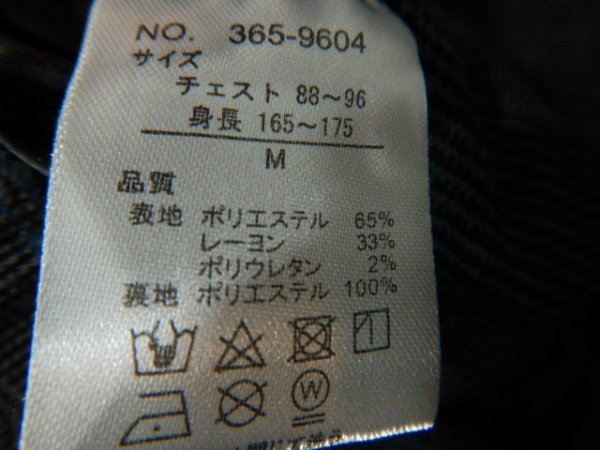 NO. 365-9604
サイズ
チェスト 88～96
身長 165～175
M
品質
表地 ポリエステル 65%
レーヨン 33%
ポリウレタン 2%
裏地 ポリエステル 100%
W